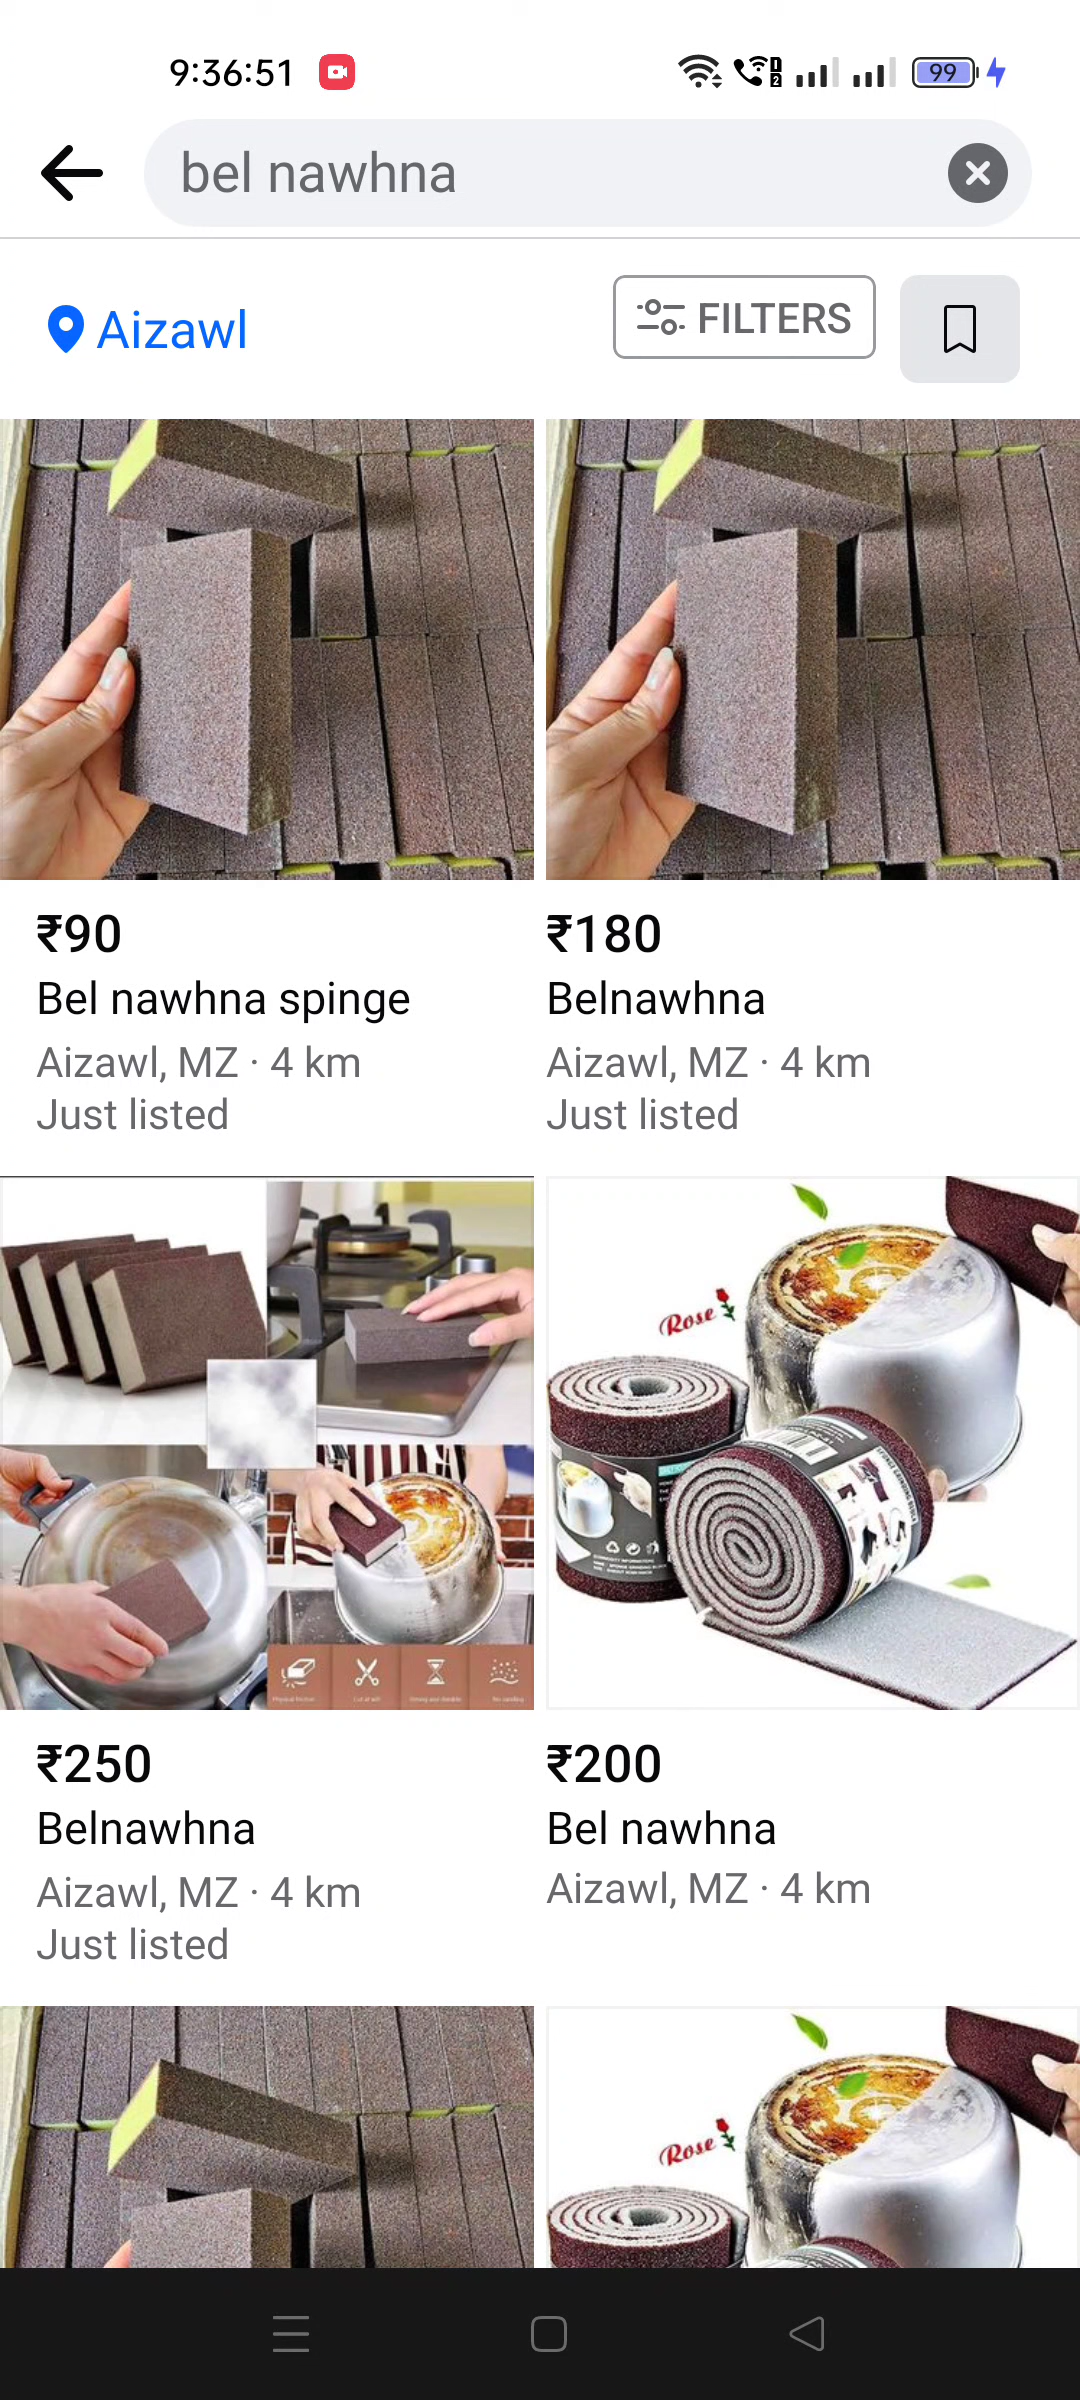 9:36:51
99
bel nawhna
Aizawl
FILTERS
₹90
Bel nawhna spinge
Aizawl, MZ · 4 km
Just listed
₹180
Belnawhna
Aizawl, MZ · 4 km
Just listed
Rose
₹250
Belnawhna
Aizawl, MZ · 4 km
Just listed
₹200
Bel nawhna
Aizawl, MZ · 4 km
Rose